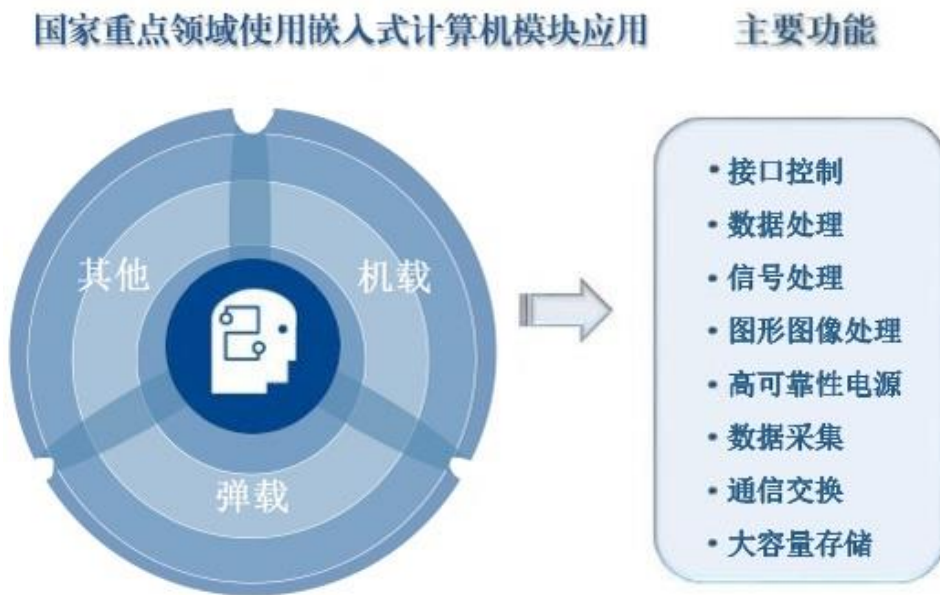 国家重点领域使用嵌入式计算机模块应用
主要功能
其他
机载
弹载
• 接口控制
• 数据处理
• 信号处理
• 图形图像处理
• 高可靠性电源
• 数据采集
• 通信交换
• 大容量存储